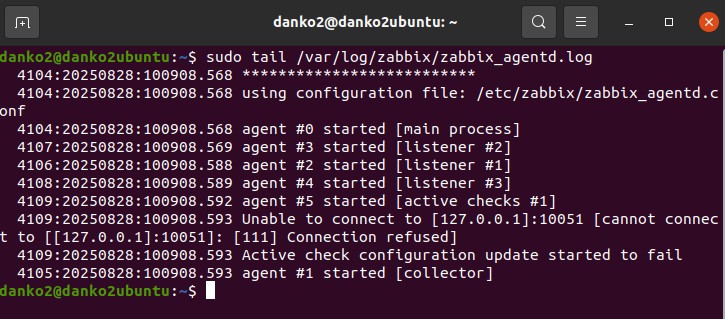 danko2@danko2ubuntu: ~
danko2@danko2ubuntu:~$ sudo tail /var/log/zabbix/zabbix_agentd.log
4104:20250828:100908.568 **************************
4104:20250828:100908.568 using configuration file: /etc/zabbix/zabbix_agentd.c
onf
4104:20250828:100908.568 agent #0 started [main process]
4107:20250828:100908.569 agent #3 started [listener #2]
4106:20250828:100908.588 agent #2 started [listener #1]
4108:20250828:100908.589 agent #4 started [listener #3]
4109:20250828:100908.592 agent #5 started [active checks #1]
4109:20250828:100908.593 Unable to connect to [127.0.0.1]:10051 [cannot connec
t to [[127.0.0.1]:10051]: [111] Connection refused]
4109:20250828:100908.593 Active check configuration update started to fail
4105:20250828:100908.593 agent #1 started [collector]
danko2@danko2ubuntu:~$